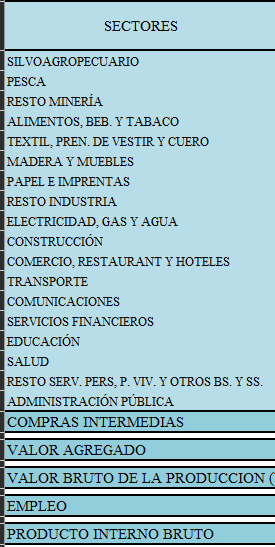 SECTORES
SILVOAGROPECUARIO
PESCA
RESTO MINERÍA
ALIMENTOS, BEB. Y TABACO
TEXTIL, PREN. DE VESTIR Y CUERO
MADERA Y MUEBLES
PAPEL E IMPRENTAS
RESTO INDUSTRIA
ELECTRICIDAD, GAS Y AGUA
CONSTRUCCIÓN
COMERCIO, RESTAURANT Y HOTELES
TRANSPORTE
COMUNICACIONES
SERVICIOS FINANCIEROS
EDUCACIÓN
SALUD
RESTO SERV. PERS, P. VIV. Y OTROS BS. Y SS.
ADMINISTRACIÓN PÚBLICA
COMPRAS INTERMEDIAS
VALOR AGREGADO
VALOR BRUTO DE LA PRODUCCION (
EMPLEO
PRODUCTO INTERNO BRUTO